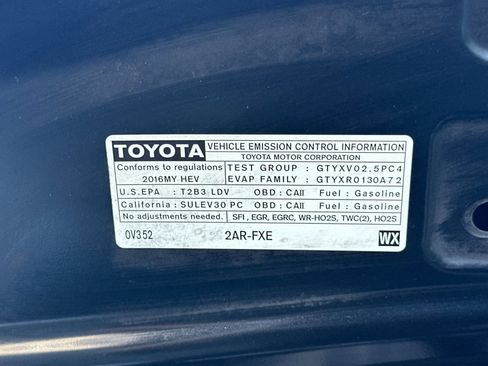 TOYOTA VEHICLE EMISSION CONTROL INFORMATION
TOYOTA MOTOR CORPORATION
Conforms to regulations
2016MY HEV
TEST GROUP : GTYXV02.5PC4
EVAP FAMILY : GTYXR0130A72
U.S.EPA : T2B3 LDV OBD : CAII Fuel : Gasoline
California : SULEV30 PC OBD : CAII Fuel : Gasoline
No adjustments needed. SFI , EGR, EGRC, WR-HO2S, TWC(2), HO2S
0V352 2AR-FXE WX